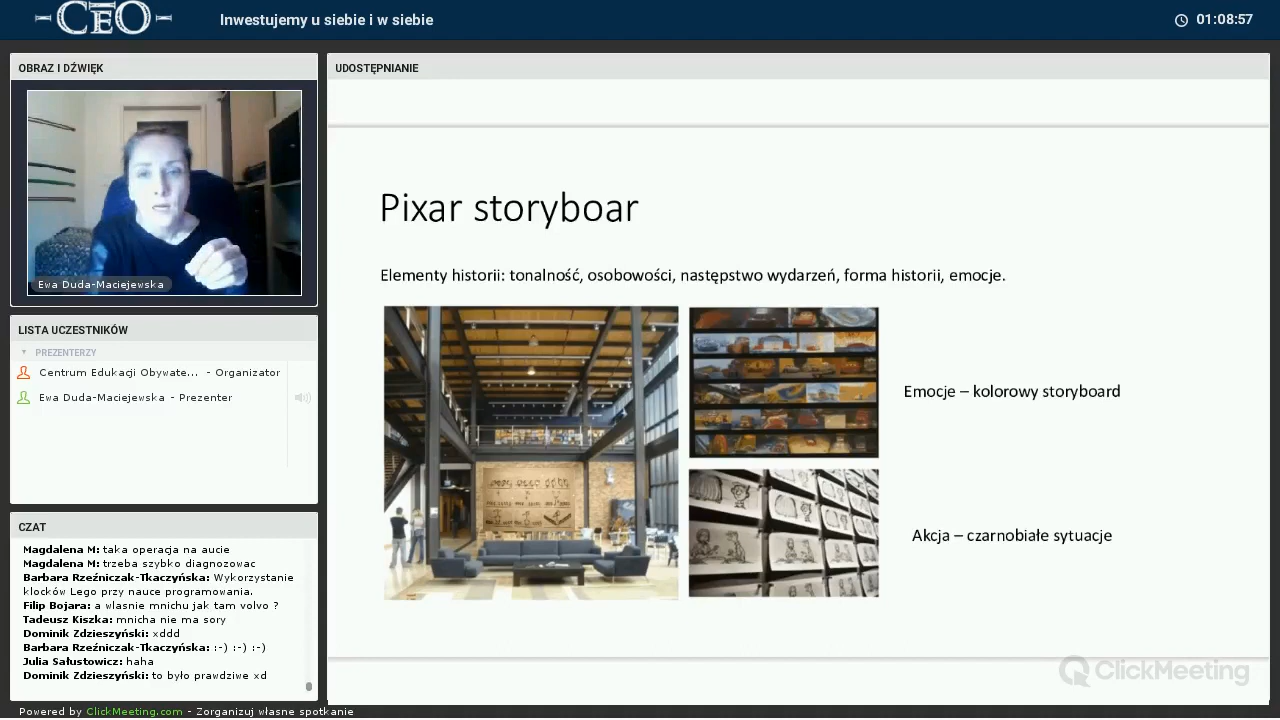 CEO
Inwestujemy u siebie i w siebie
01:08:57
OBRAZ I DŹWIĘK
Ewa Duda-Maciejewska
LISTA UCZESTNIKÓW
PREZENTERZY
Centrum Edukacji Obywate... - Organizator
Ewa Duda-Maciejewska - Prezenter
CZAT
Magdalena M: taka operacja na aucie
Magdalena M: trzeba szybko diagnozowac
Barbara Rzeźniczak-Tkaczyńska: Wykorzystanie
klocków Lego przy nauce programowania.
Filip Bojara: a wlasnie mnichu jak tam volvo ?
Tadeusz Kiszka: mnicha nie ma sory
Dominik Zdzieszyński: xddd
Barbara Rzeźniczak-Tkaczyńska: :-) :-) :-)
Julia Sałustowicz: haha
Dominik Zdzieszyński: to było prawdziwe xd
Powered by ClickMeeting.com - Zorganizuj własne spotkanie
UDOSTĘPNIANIE
Pixar storyboar
Elementy historii: tonalność, osobowości, następstwo wydarzeń, forma historii, emocje.
Emocje – kolorowy storyboard
Akcja – czarnobiałe sytuacje
ClickMeeting